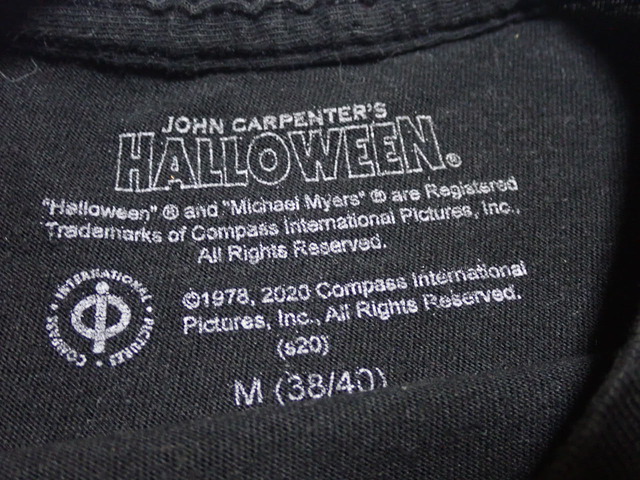 JOHN CARPENTER'S
HALLOWEEN®
"Halloween" ® and "Michael Myers" ® are Registered
Trademarks of Compass International Pictures, Inc.,
All Rights Reserved.
COMPASS INTERNATIONAL PICTURES
©1978, 2020 Compass International
Pictures, Inc., All Rights Reserved.
(s20)
M (38/40)